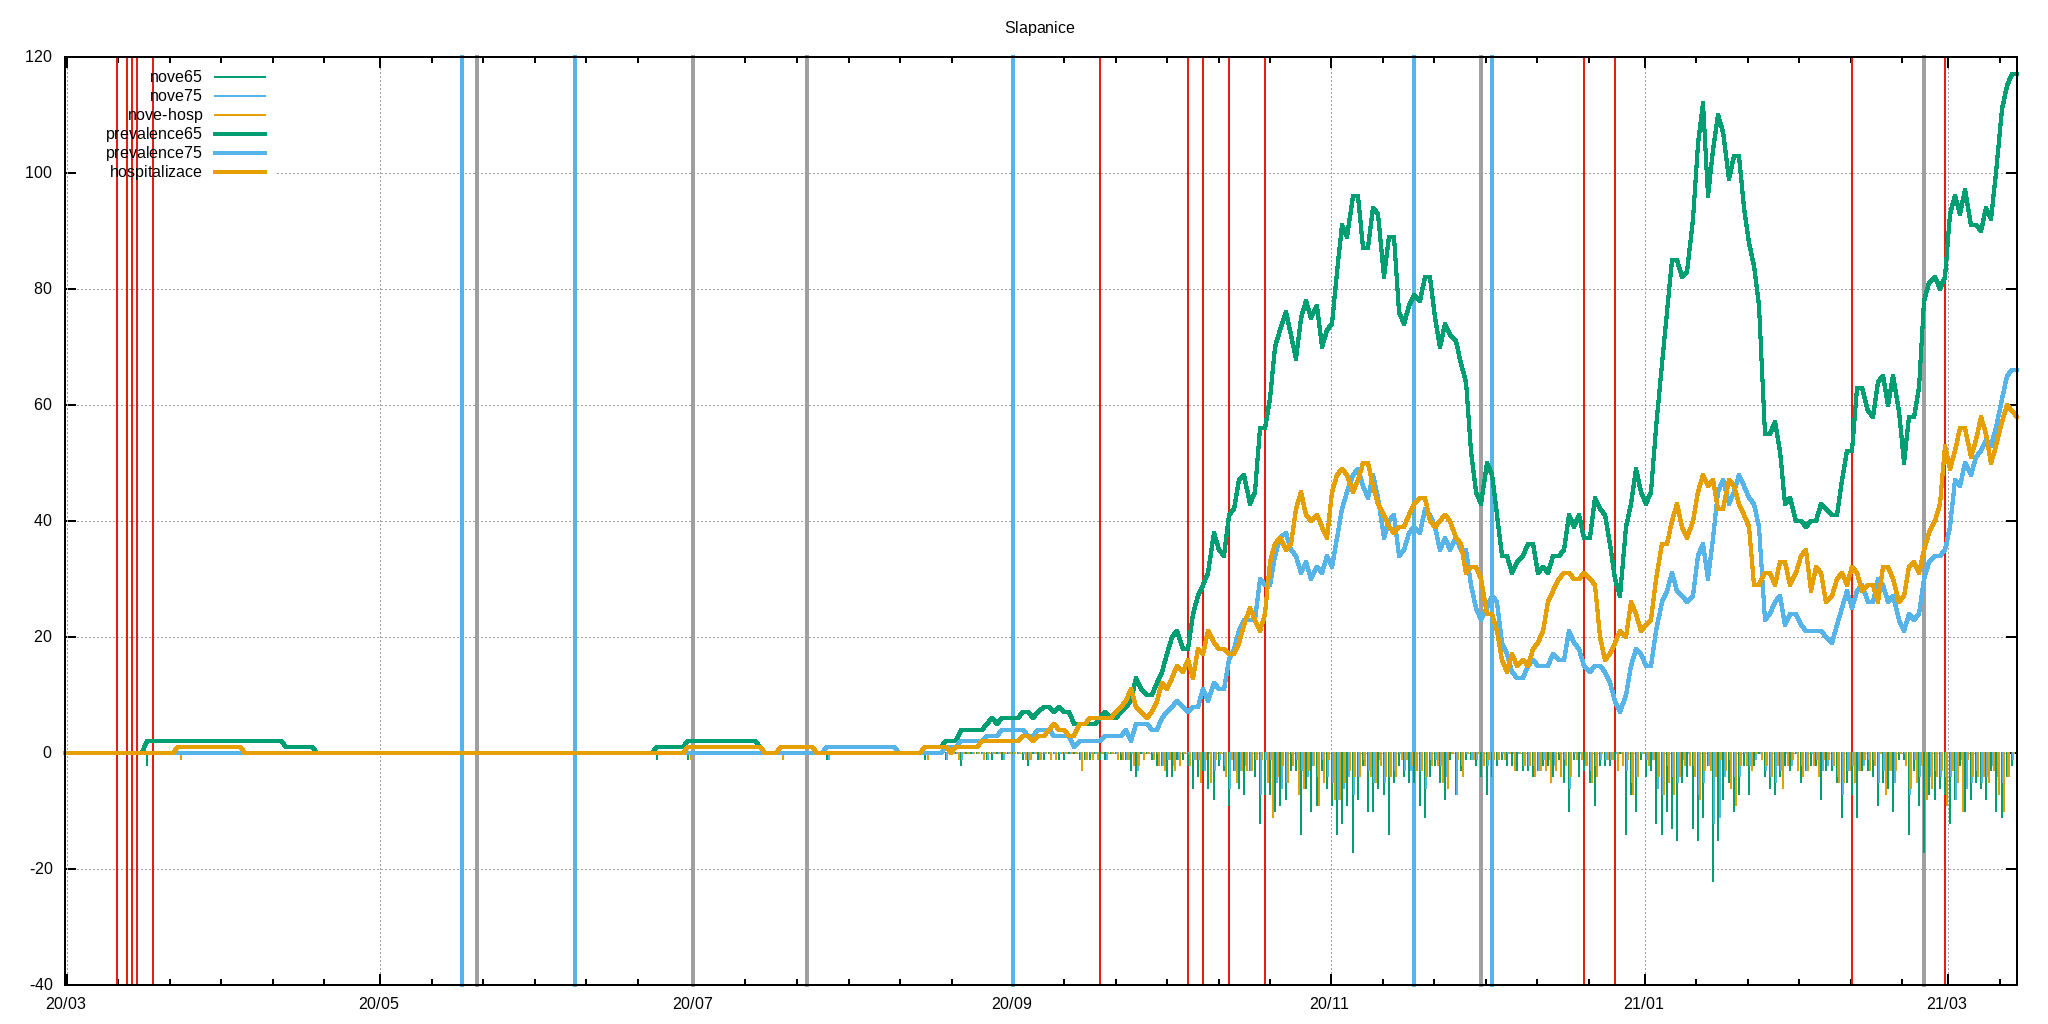 Slapanice
120
nove65
nove75
nove-hosp
prevalence65
prevalence75
hospitalizace
100
80
60
40
20
0
-20
-40
20/03 20/05 20/07 20/09 20/11 21/01 21/03